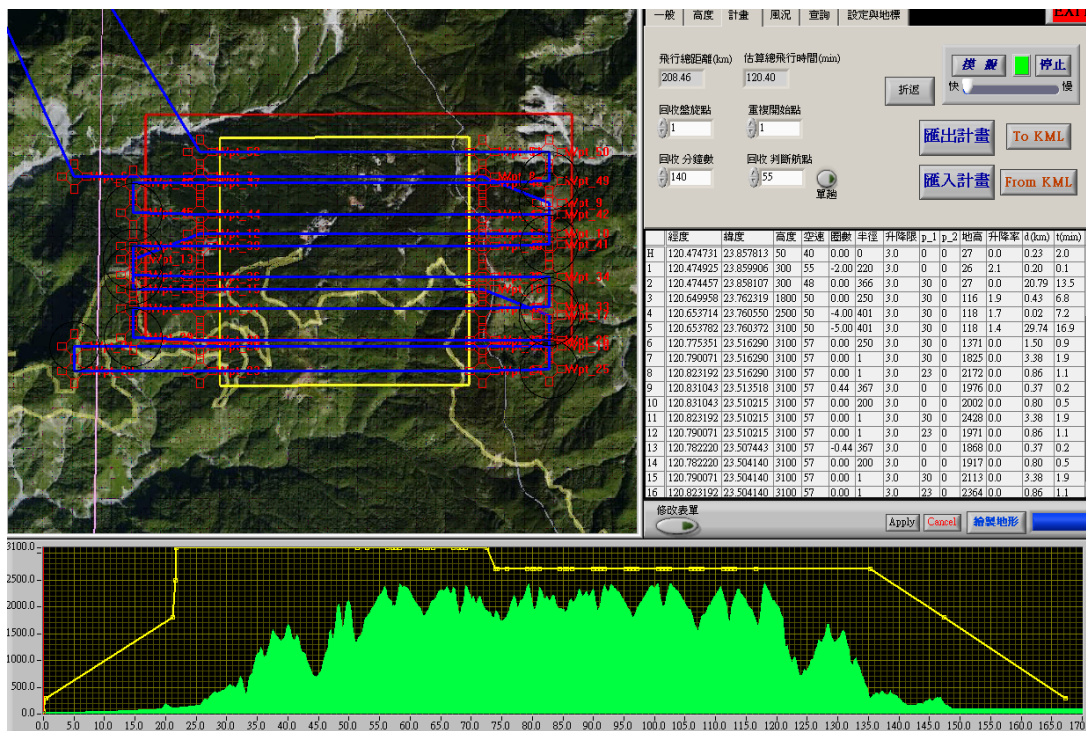 一般 高度 計畫 風況 查詢 設定與地標
飛行總距離(km) 估算總飛行時間(min)
208.46 120.40
模擬 停止
快 慢
折返
回收盤旋點 重複開始點
1 1
匯出計畫 To KML
回收分鐘數 回收判斷航點
140 55
單趟
匯入計畫 From KML
經度 緯度 高度 空速 圈數 半徑 升降限 p_1 p_2 地高 升降率 d(km) t(min)
H 120.474731 23.857813 50 40 0.00 0 3.0 0 0 27 0.0 0.23 2.0
1 120.474925 23.859906 300 55 -2.00 220 3.0 0 0 26 2.1 0.20 0.1
2 120.474457 23.858107 300 48 0.00 366 3.0 30 0 27 0.0 20.79 13.5
3 120.649958 23.762319 1800 50 0.00 250 3.0 30 0 116 1.9 0.43 6.8
4 120.653714 23.760550 2500 50 -4.00 401 3.0 30 0 118 1.7 0.02 7.2
5 120.653782 23.760372 3100 50 -5.00 401 3.0 30 0 118 1.4 29.74 16.9
6 120.775351 23.516290 3100 57 0.00 250 3.0 30 0 1371 0.0 1.50 0.9
7 120.790071 23.516290 3100 57 0.00 1 3.0 30 0 1825 0.0 3.38 1.9
8 120.823192 23.516290 3100 57 0.00 1 3.0 23 0 2172 0.0 0.86 1.1
9 120.831043 23.513518 3100 57 0.44 367 3.0 0 0 1976 0.0 0.37 0.2
10 120.831043 23.510215 3100 57 0.00 200 3.0 0 0 2002 0.0 0.80 0.5
11 120.823192 23.510215 3100 57 0.00 1 3.0 30 0 2428 0.0 3.38 1.9
12 120.790071 23.510215 3100 57 0.00 1 3.0 23 0 1971 0.0 0.86 1.1
13 120.782220 23.507443 3100 57 -0.44 367 3.0 0 0 1868 0.0 0.37 0.2
14 120.782220 23.504140 3100 57 0.00 200 3.0 0 0 1917 0.0 0.80 0.5
15 120.790071 23.504140 3100 57 0.00 1 3.0 30 0 2113 0.0 3.38 1.9
16 120.823192 23.504140 3100 57 0.00 1 3.0 23 0 2364 0.0 0.86 1.1
修改表單
Apply Cancel 繪製地形
3100.0
2500.0
2000.0
1500.0
1000.0
500.0
0.0
0.0 5.0 10.0 15.0 20.0 25.0 30.0 35.0 40.0 45.0 50.0 55.0 60.0 65.0 70.0 75.0 80.0 85.0 90.0 95.0 100.0 105.0 110.0 115.0 120.0 125.0 130.0 135.0 140.0 145.0 150.0 155.0 160.0 165.0